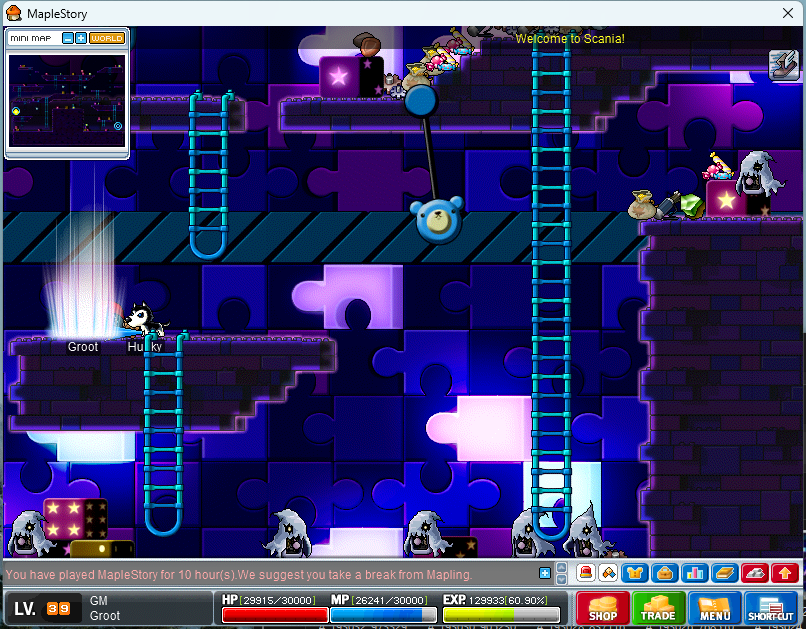 MapleStory
MINI MAP
WORLD
Welcome to Scania!
Groot
Husky
You have played MapleStory for 10 hour(s).We suggest you take a break from Mapling.
LV. 39
GM
Groot
HP[29915/30000] MP[26241/30000] EXP 129933[60.90%]
SHOP
TRADE
MENU
SHORTCUT